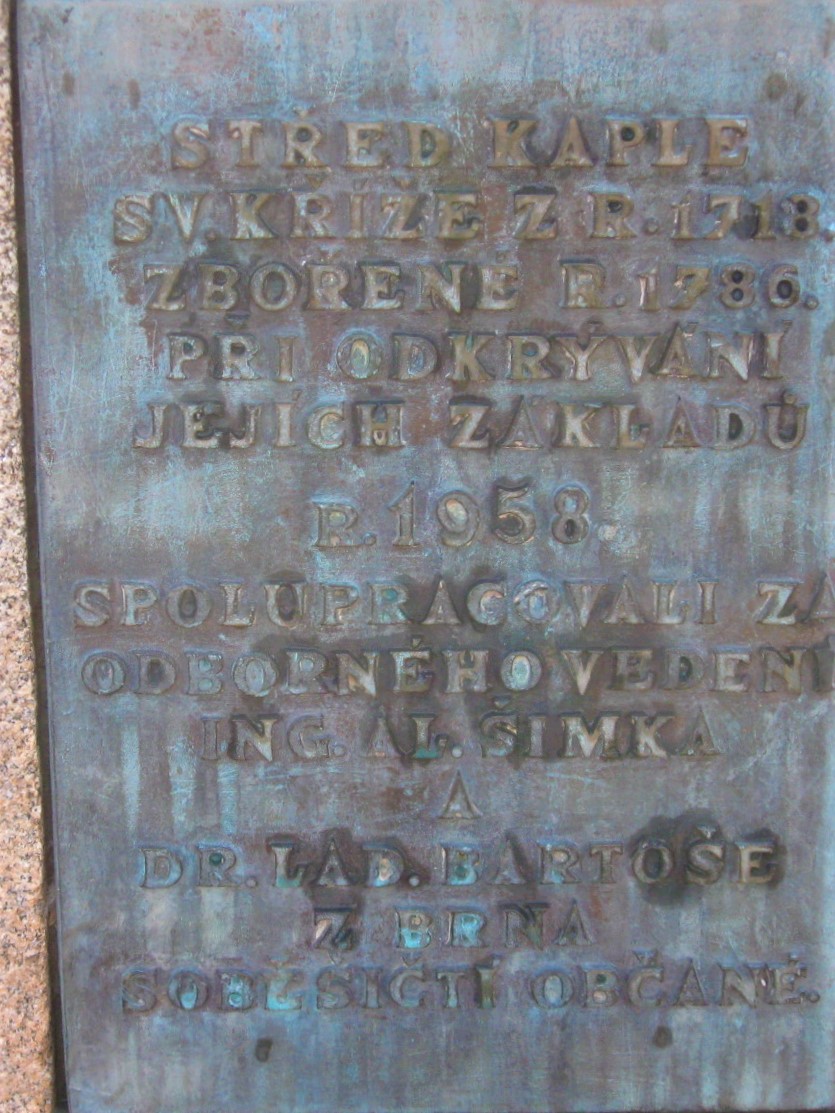 STŘED KAPLE
SV. KŘÍŽE Z R. 1718.
ZBOŘENÉ R. 1786.
PŘI ODKRÝVÁNÍ
JEJÍCH ZÁKLADŮ
R. 1958.
SPOLUPRACOVALI ZA
ODBORNÉHO VEDENÍ
ING. AL. ŠIMKA
A
DR. LAD. BARTOŠE
Z BRNA
SOBĚŠIČTÍ OBČANÉ.